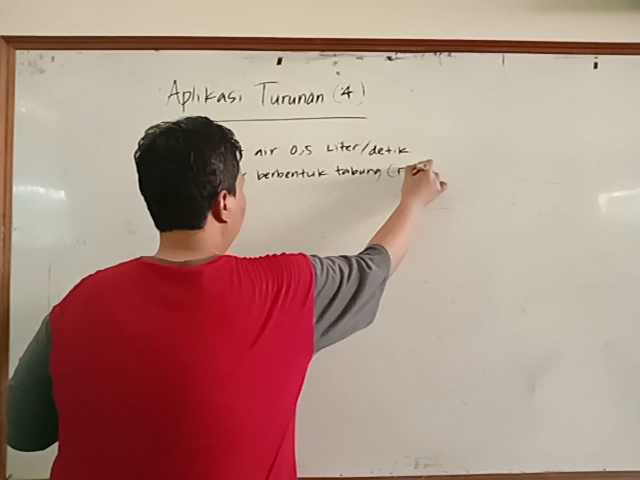 Aplikasi Turunan (4)
air 0,5 Liter/detik
berbentuk tabung (r